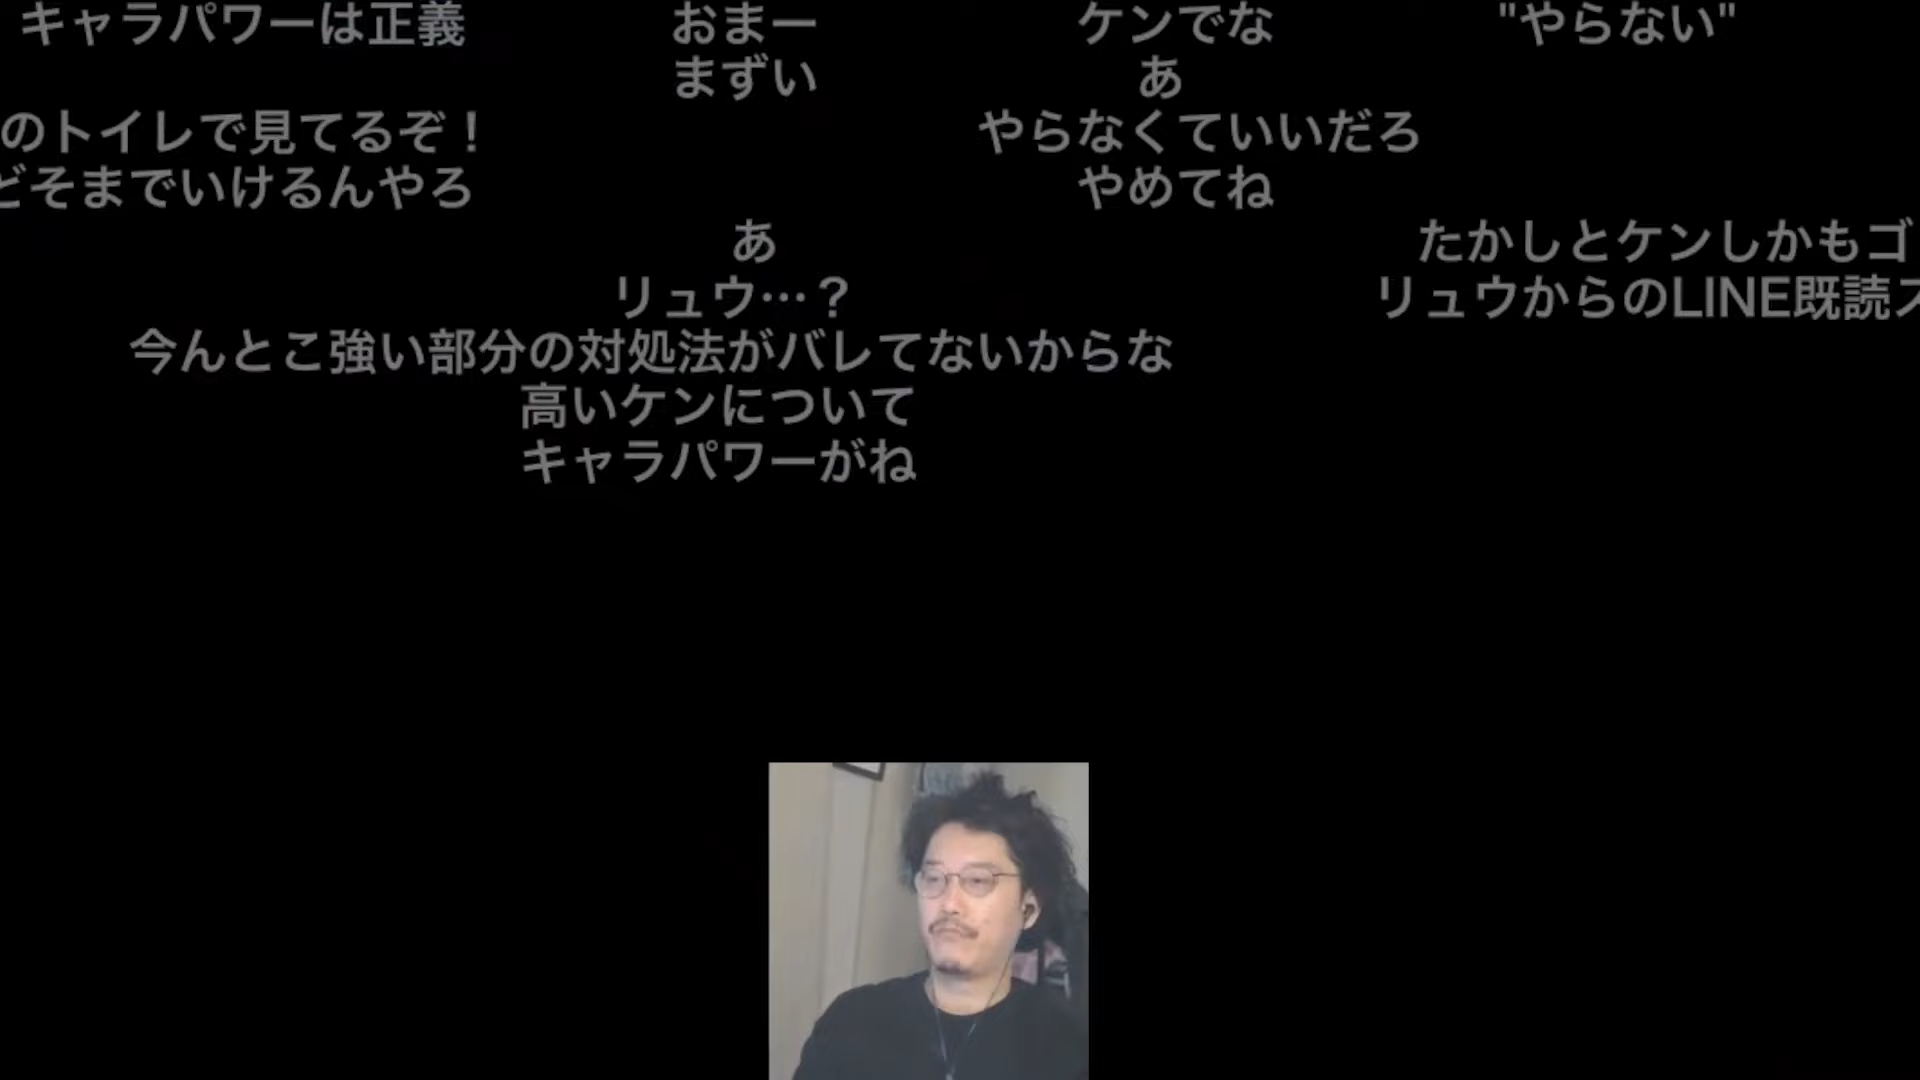 キャラパワーは正義
おまー
ケンでな
"やらない"
まずい
あ
のトイレで見てるぞ！
やらなくていいだろ
どそまでいけるんやろ
やめてね
あ
たかしとケンしかもゴ
リュウ…？
リュウからのLINE既読ス
今んとこ強い部分の対処法がバレてないからな
高いケンについて
キャラパワーがね